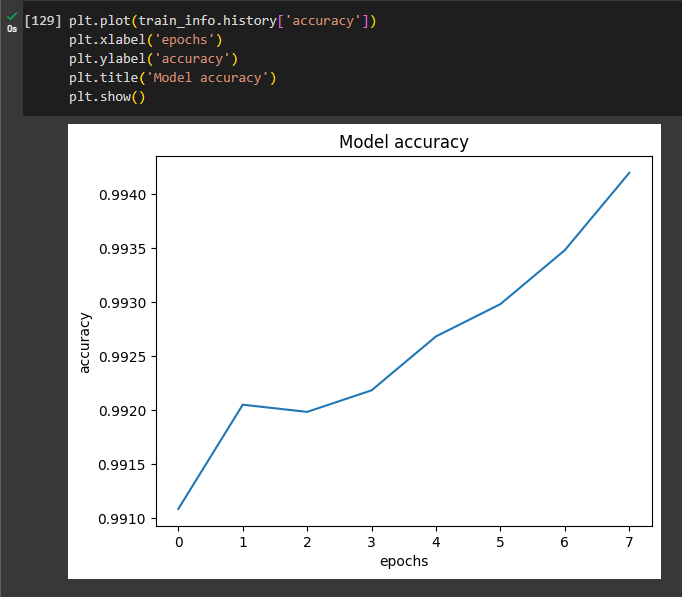 [129] plt.plot(train_info.history['accuracy'])
0s
plt.xlabel('epochs')
plt.ylabel('accuracy')
plt.title('Model accuracy')
plt.show()
Model accuracy
0.9940
0.9935
0.9930
0.9925
0.9920
0.9915
0.9910
accuracy
0 1 2 3 4 5 6 7
epochs